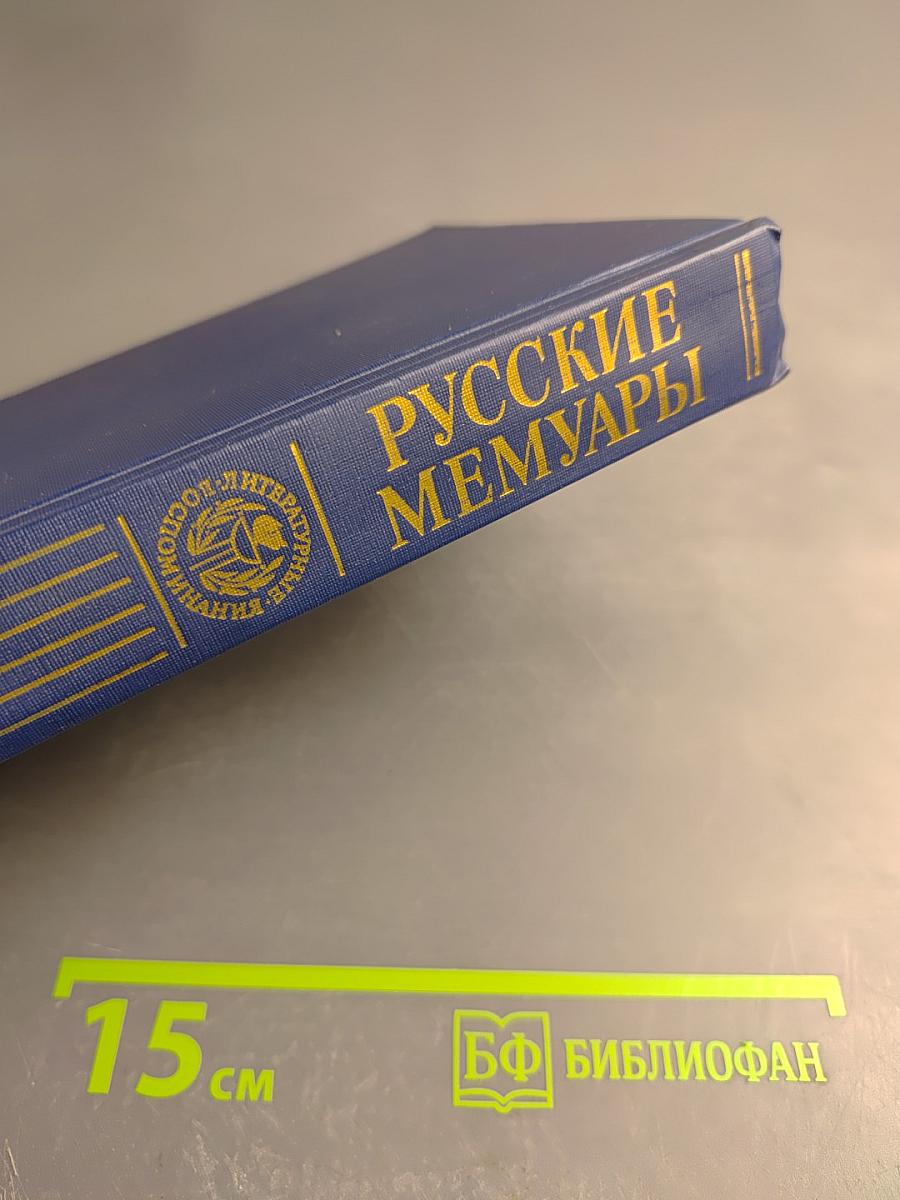 РУССКИЕ
МЕМУАРЫ
ЛИТЕРАТУРНЫЕ · ВОСПОМИНАНИЯ ·
15 см
БФ БИБЛИОФАН